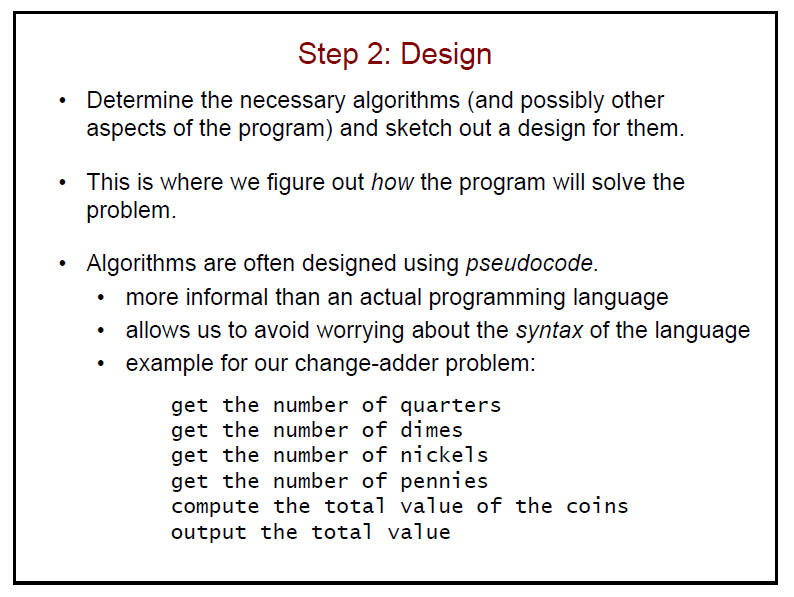 Step 2: Design
• Determine the necessary algorithms (and possibly other
aspects of the program) and sketch out a design for them.
• This is where we figure out how the program will solve the
problem.
• Algorithms are often designed using pseudocode.
• more informal than an actual programming language
• allows us to avoid worrying about the syntax of the language
• example for our change-adder problem:
get the number of quarters
get the number of dimes
get the number of nickels
get the number of pennies
compute the total value of the coins
output the total value